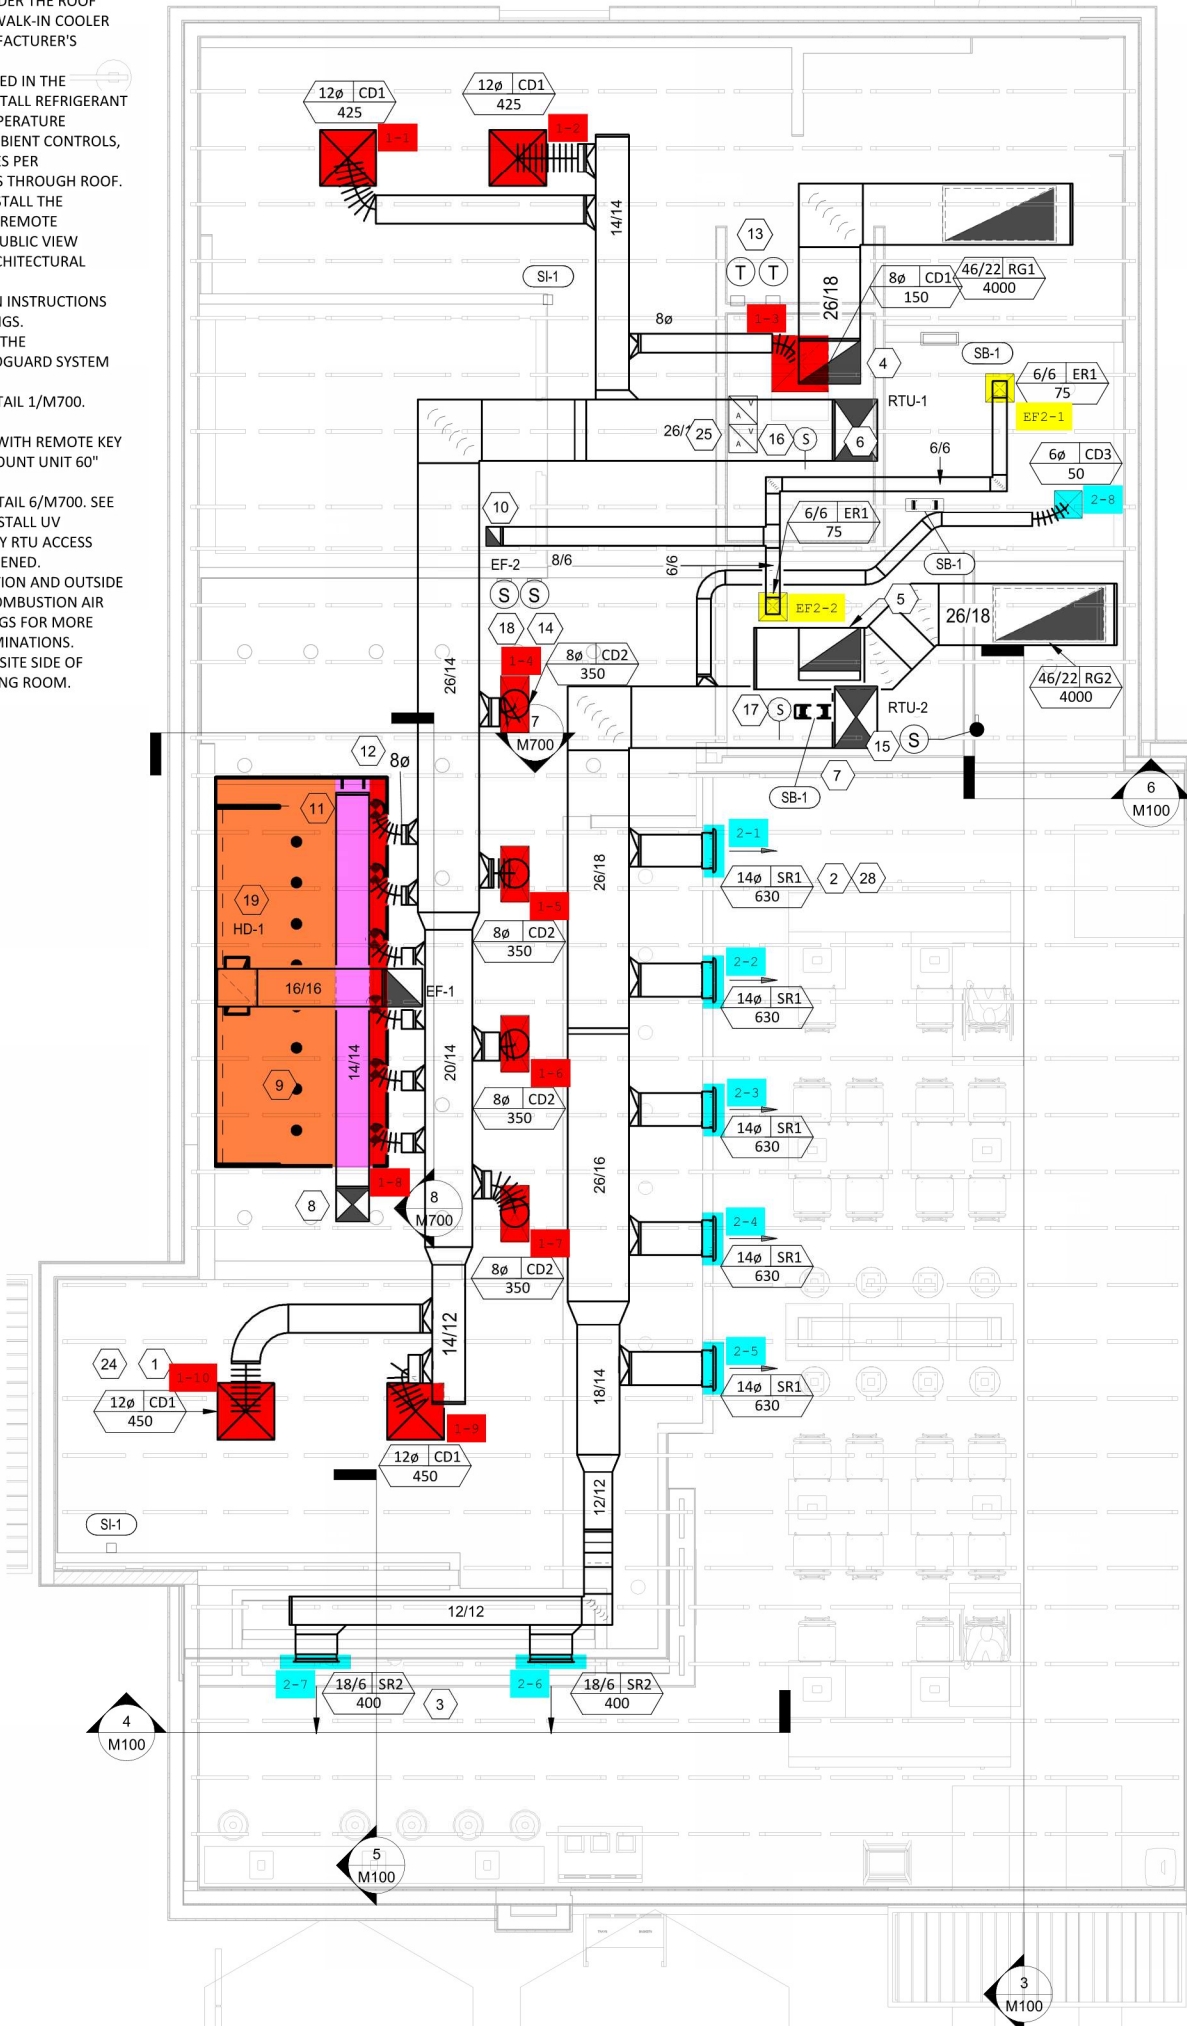 DER THE ROOF
WALK-IN COOLER
FACTURER'S
ED IN THE
TALL REFRIGERANT
PERATURE
BIENT CONTROLS,
ES PER
S THROUGH ROOF.
STALL THE
REMOTE
PUBLIC VIEW
CHITECTURAL
N INSTRUCTIONS
NGS.
THE
OGUARD SYSTEM
TAIL 1/M700.
WITH REMOTE KEY
OUNT UNIT 60"
TAIL 6/M700. SEE
STALL UV
Y RTU ACCESS
ENED.
TION AND OUTSIDE
OMBUSTION AIR
GS FOR MORE
MINATIONS.
SITE SIDE OF
NG ROOM.
12ø CD1
425
1-1
12ø CD1
425
1-2
14/14
13
T T
SI-1
26/18
8ø CD1
150
46/22 RG1
4000
8ø
1-3
4
SB-1
6/6 ER1
75
EF2-1
RTU-1
26/
25
V
A
V
A
16
S
6
6/6
6ø CD3
50
2-8
10
6/6 ER1
75
EF-2
8/6
6/6
SB-1
S S
EF2-2
5
26/18
18
14
1-4
8ø CD2
350
26/14
46/22 RG2
4000
7
M700
17
S
RTU-2
15
S
12
8ø
7
SB-1
6
M100
11
2-1
14ø SR1
630
2
28
26/18
19
HD-1
1-5
8ø CD2
350
2-2
14ø SR1
630
16/16
EF-1
14/14
20/14
9
1-6
8ø CD2
350
2-3
14ø SR1
630
26/16
1-8
8
8
M700
1-7
8ø CD2
350
2-4
14ø SR1
630
14/12
24
1
1-10
12ø CD1
450
18/14
2-5
14ø SR1
630
1-9
12ø CD1
450
12/12
SI-1
12/12
2-7
18/6 SR2
400
3
2-6
18/6 SR2
400
4
M100
5
M100
3
M100